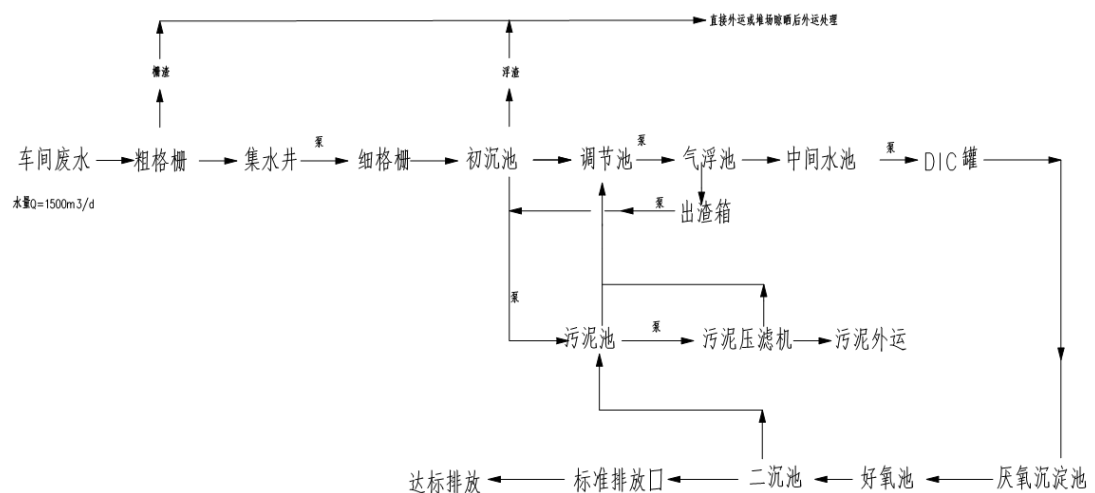 直接外运或堆场晾晒后外运处理
栅渣
浮渣
车间废水
粗格栅
集水井
泵
细格栅
初沉池
调节池
泵
气浮池
中间水池
泵
DIC罐
水量Q=1500m3/d
泵
出渣箱
泵
污泥池
泵
污泥压滤机
污泥外运
达标排放
标准排放口
二沉池
好氧池
厌氧沉淀池